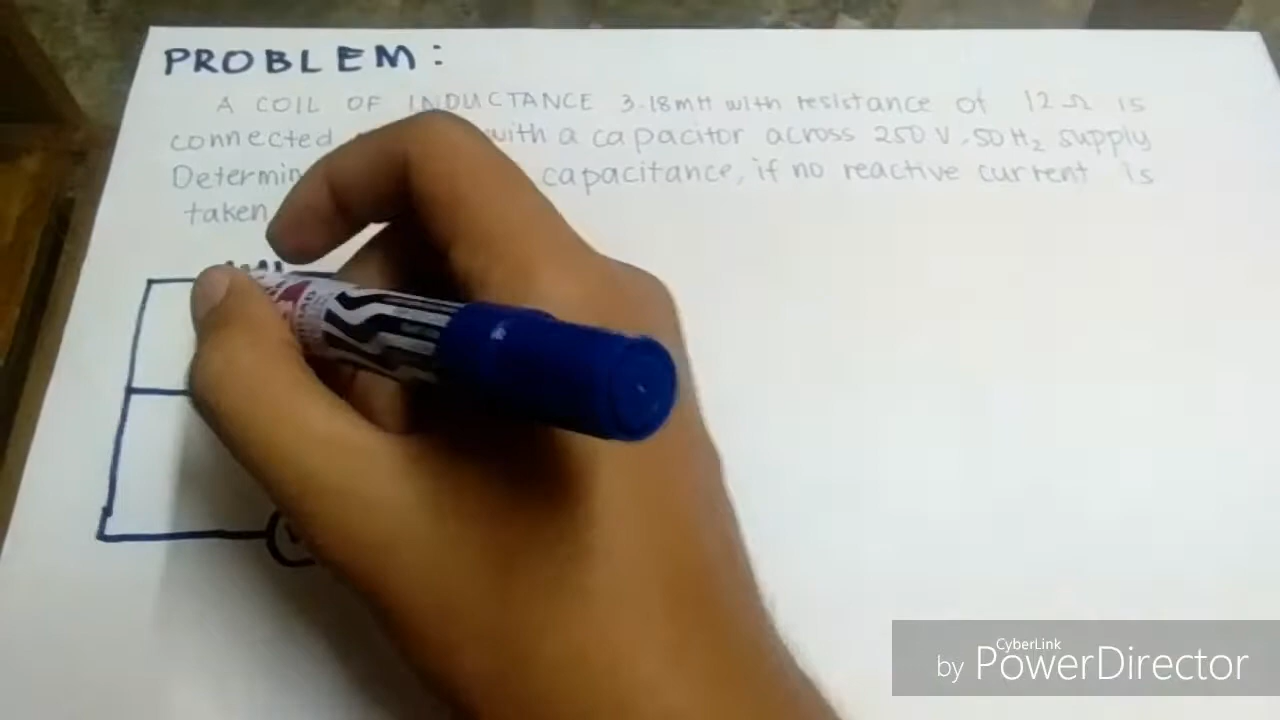 PROBLEM:
A COIL OF INDUCTANCE 3.18mH with resistance of 12Ω is
connected with a capacitor across 250 V, 50 Hz supply
Determin capacitance, if no reactive current is
taken
CyberLink
by PowerDirector